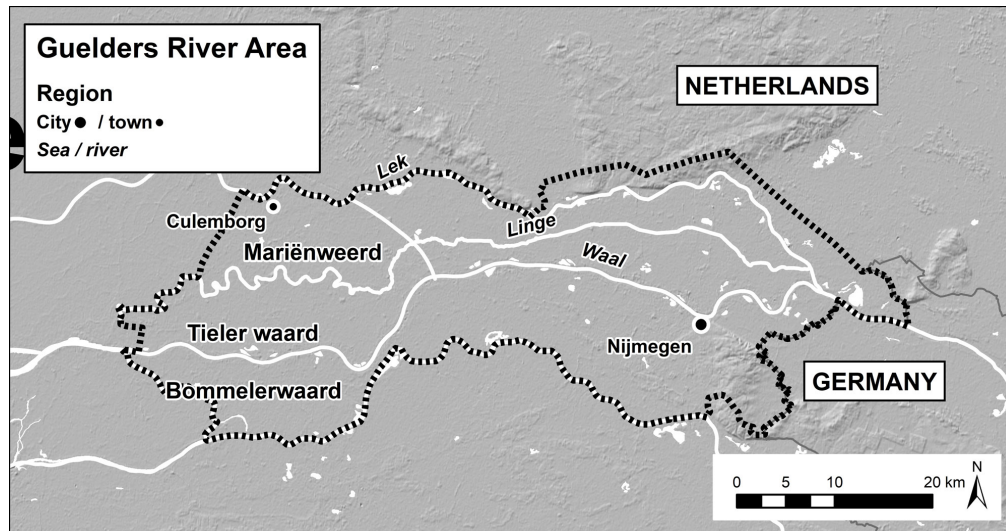 Guelders River Area
Region
City ● / town •
Sea / river
NETHERLANDS
Lek
Culemborg
Linge
Mariënweerd
Waal
Tieler waard
Nijmegen
Bommelerwaard
GERMANY
N
0 5 10 20 km